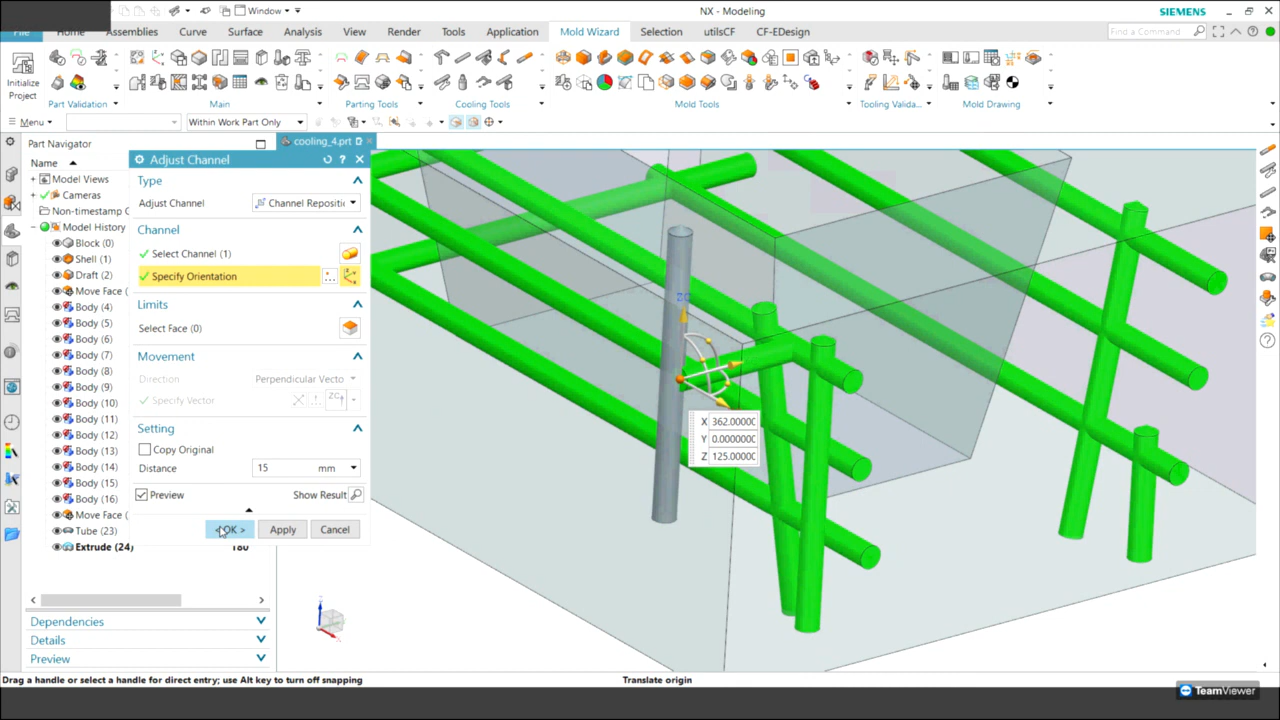 Window
NX - Modeling
SIEMENS
File
Home
Assemblies
Curve
Surface
Analysis
View
Render
Tools
Application
Mold Wizard
Selection
utilsCF
CF-EDesign
Find a Command
Initialize
Project
Part Validation
Main
Parting Tools
Cooling Tools
Mold Tools
Tooling Valida...
Mold Drawing
Menu
Within Work Part Only
Part Navigator
cooling_4.prt
Name
Model Views
Cameras
Non-timestamp G
Model History
Block (0)
Shell (1)
Draft (2)
Move Face (
Body (4)
Body (5)
Body (6)
Body (7)
Body (8)
Body (9)
Body (10)
Body (11)
Body (12)
Body (13)
Body (14)
Body (15)
Body (16)
Move Face (
Tube (23)
Extrude (24)
180
Dependencies
Details
Preview
Adjust Channel
Type
Adjust Channel
Channel Repositic
Channel
Select Channel (1)
Specify Orientation
Limits
Select Face (0)
Movement
Direction
Perpendicular Vecto
Specify Vector
ZC
Setting
Copy Original
Distance
15
mm
Preview
Show Result
< OK >
Apply
Cancel
ZC
X 362.0000(
Y 0.0000000
Z 125.0000(
Drag a handle or select a handle for direct entry; use Alt key to turn off snapping
Translate origin
TeamViewer